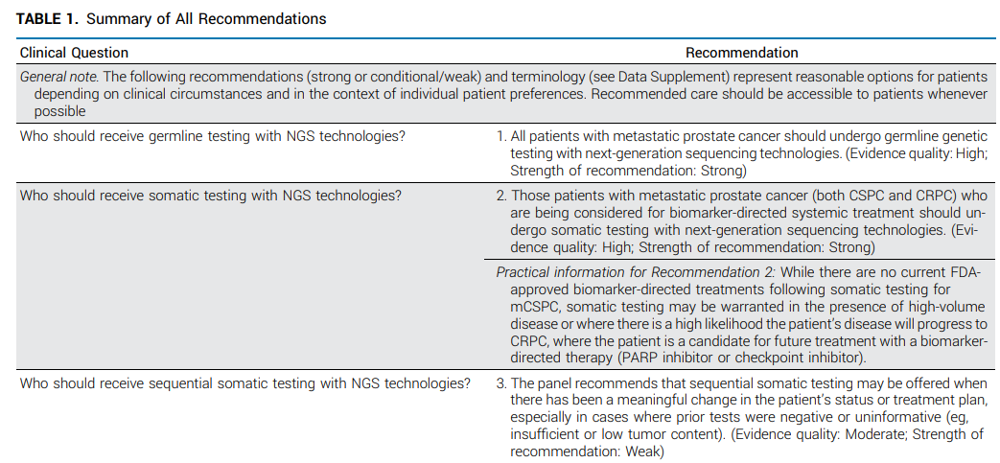 TABLE 1. Summary of All Recommendations
Clinical Question
Recommendation
General note. The following recommendations (strong or conditional/weak) and terminology (see Data Supplement) represent reasonable options for patients
depending on clinical circumstances and in the context of individual patient preferences. Recommended care should be accessible to patients whenever
possible
Who should receive germline testing with NGS technologies?
1. All patients with metastatic prostate cancer should undergo germline genetic
testing with next-generation sequencing technologies. (Evidence quality: High;
Strength of recommendation: Strong)
Who should receive somatic testing with NGS technologies?
2. Those patients with metastatic prostate cancer (both CSPC and CRPC) who
are being considered for biomarker-directed systemic treatment should un-
dergo somatic testing with next-generation sequencing technologies. (Evi-
dence quality: High; Strength of recommendation: Strong)
Practical information for Recommendation 2: While there are no current FDA-
approved biomarker-directed treatments following somatic testing for
mCSPC, somatic testing may be warranted in the presence of high-volume
disease or where there is a high likelihood the patient's disease will progress to
CRPC, where the patient is a candidate for future treatment with a biomarker-
directed therapy (PARP inhibitor or checkpoint inhibitor).
Who should receive sequential somatic testing with NGS technologies?
3. The panel recommends that sequential somatic testing may be offered when
there has been a meaningful change in the patient's status or treatment plan,
especially in cases where prior tests were negative or uninformative (eg,
insufficient or low tumor content). (Evidence quality: Moderate; Strength of
recommendation: Weak)